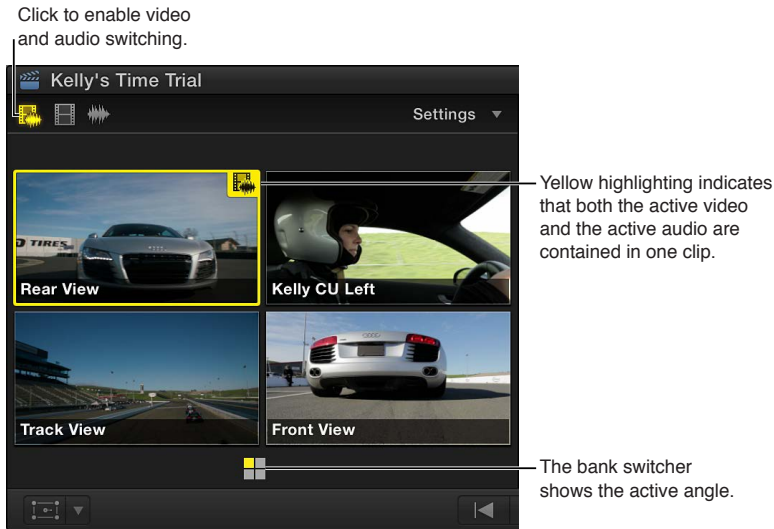 Click to enable video
and audio switching.
Kelly's Time Trial
Settings
Yellow highlighting indicates
that both the active video
and the active audio are
contained in one clip.
TIRES
Rear View
Kelly CU Left
Track View
Front View
The bank switcher
shows the active angle.